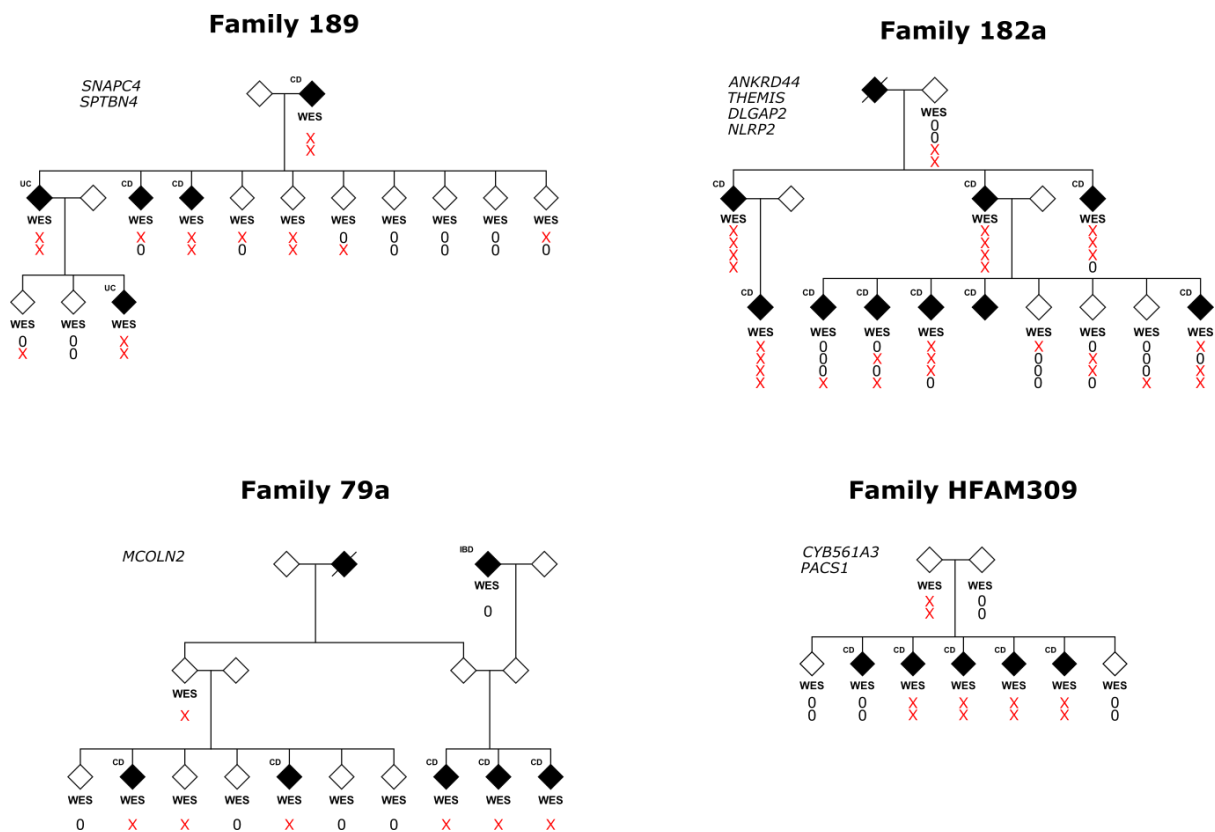 Family 189
SNAPC4
SPTBN4
CD
WES
X
X
UC CD CD
WES WES WES WES WES WES WES WES WES WES
X X X X X 0 0 0 0 X
X 0 X 0 X X 0 0 0 0
UC
WES WES WES
0 0 X
X 0 X
Family 182a
ANKRD44
THEMIS
DLGAP2
NLRP2
WES
0
0
X
X
CD CD CD
WES WES WES
X X X
X X X
X X X
X X 0
CD CD CD CD CD CD
WES WES WES WES WES WES WES WES
X 0 0 X X 0 0 X
X 0 X X 0 X 0 0
X 0 0 X 0 0 0 X
X X X 0 0 0 X X
Family 79a
MCOLN2
IBD
WES
0
WES
X
CD CD CD CD CD
WES WES WES WES WES WES WES WES WES WES
0 X X 0 X 0 0 X X X
Family HFAM309
CYB561A3
PACS1
WES WES
X 0
X 0
CD CD CD CD CD
WES WES WES WES WES WES WES
0 0 X X X X 0
0 0 X X X X 0